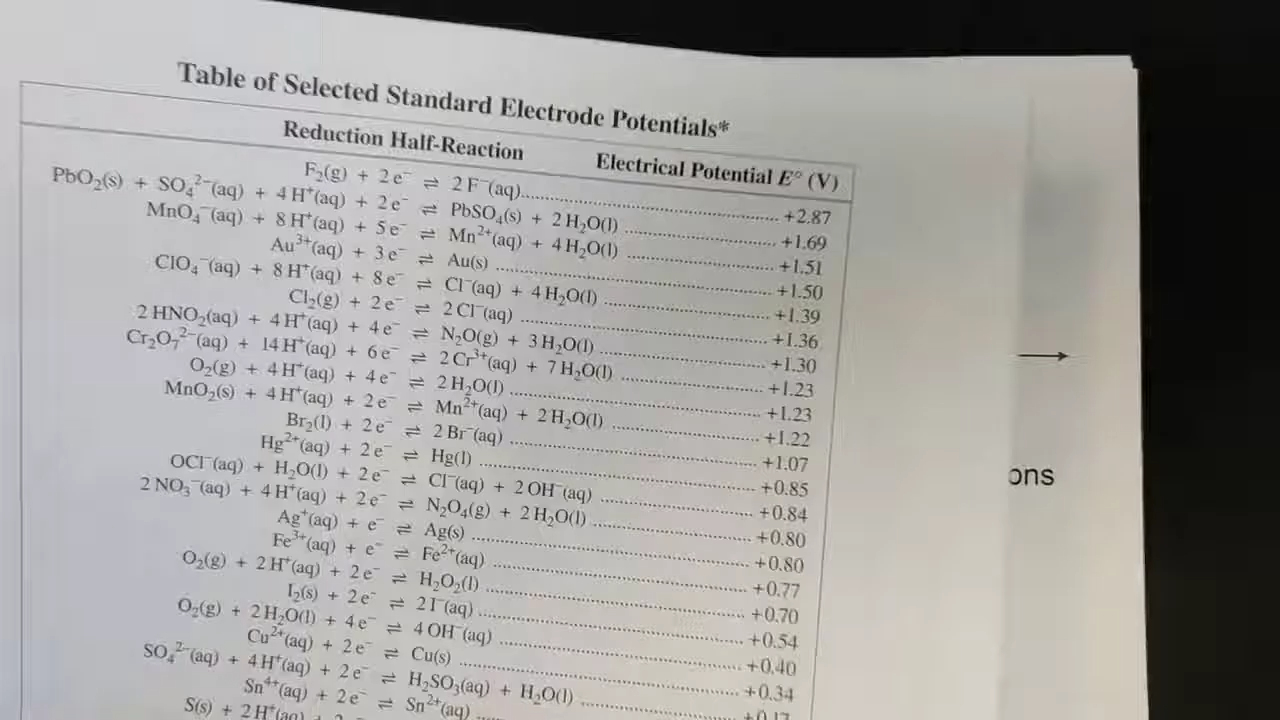 Table of Selected Standard Electrode Potentials*
Reduction Half-Reaction Electrical Potential E° (V)
F₂(g) + 2 e⁻ ⇌ 2 F⁻(aq)................................ +2.87
PbO₂(s) + SO₄²⁻(aq) + 4 H⁺(aq) + 2 e⁻ ⇌ PbSO₄(s) + 2 H₂O(l) ................ +1.69
MnO₄⁻(aq) + 8 H⁺(aq) + 5 e⁻ ⇌ Mn²⁺(aq) + 4 H₂O(l) ................ +1.51
Au³⁺(aq) + 3 e⁻ ⇌ Au(s) ................................ +1.50
ClO₄⁻(aq) + 8 H⁺(aq) + 8 e⁻ ⇌ Cl⁻(aq) + 4 H₂O(l) ................ +1.39
Cl₂(g) + 2 e⁻ ⇌ 2 Cl⁻(aq) ................................ +1.36
2 HNO₂(aq) + 4 H⁺(aq) + 4 e⁻ ⇌ N₂O(g) + 3 H₂O(l) ................ +1.30
Cr₂O₇²⁻(aq) + 14 H⁺(aq) + 6 e⁻ ⇌ 2 Cr³⁺(aq) + 7 H₂O(l) ................ +1.23
O₂(g) + 4 H⁺(aq) + 4 e⁻ ⇌ 2 H₂O(l) ................................ +1.23
MnO₂(s) + 4 H⁺(aq) + 2 e⁻ ⇌ Mn²⁺(aq) + 2 H₂O(l) ................ +1.22
Br₂(l) + 2 e⁻ ⇌ 2 Br⁻(aq) ................................ +1.07
Hg²⁺(aq) + 2 e⁻ ⇌ Hg(l) ................................ +0.85
OCl⁻(aq) + H₂O(l) + 2 e⁻ ⇌ Cl⁻(aq) + 2 OH⁻(aq) ................ +0.84
2 NO₃⁻(aq) + 4 H⁺(aq) + 2 e⁻ ⇌ N₂O₄(g) + 2 H₂O(l) ................ +0.80
Ag⁺(aq) + e⁻ ⇌ Ag(s) ................................ +0.80
Fe³⁺(aq) + e⁻ ⇌ Fe²⁺(aq) ................................ +0.77
O₂(g) + 2 H⁺(aq) + 2 e⁻ ⇌ H₂O₂(l) ................................ +0.70
I₂(s) + 2 e⁻ ⇌ 2 I⁻(aq) ................................ +0.54
O₂(g) + 2 H₂O(l) + 4 e⁻ ⇌ 4 OH⁻(aq) ................................ +0.40
Cu²⁺(aq) + 2 e⁻ ⇌ Cu(s) ................................ +0.34
SO₄²⁻(aq) + 4 H⁺(aq) + 2 e⁻ ⇌ H₂SO₃(aq) + H₂O(l) ................ +0.17
Sn⁴⁺(aq) + 2 e⁻ ⇌ Sn²⁺(aq) ....
S(s) + 2 H⁺(aq) +
ons